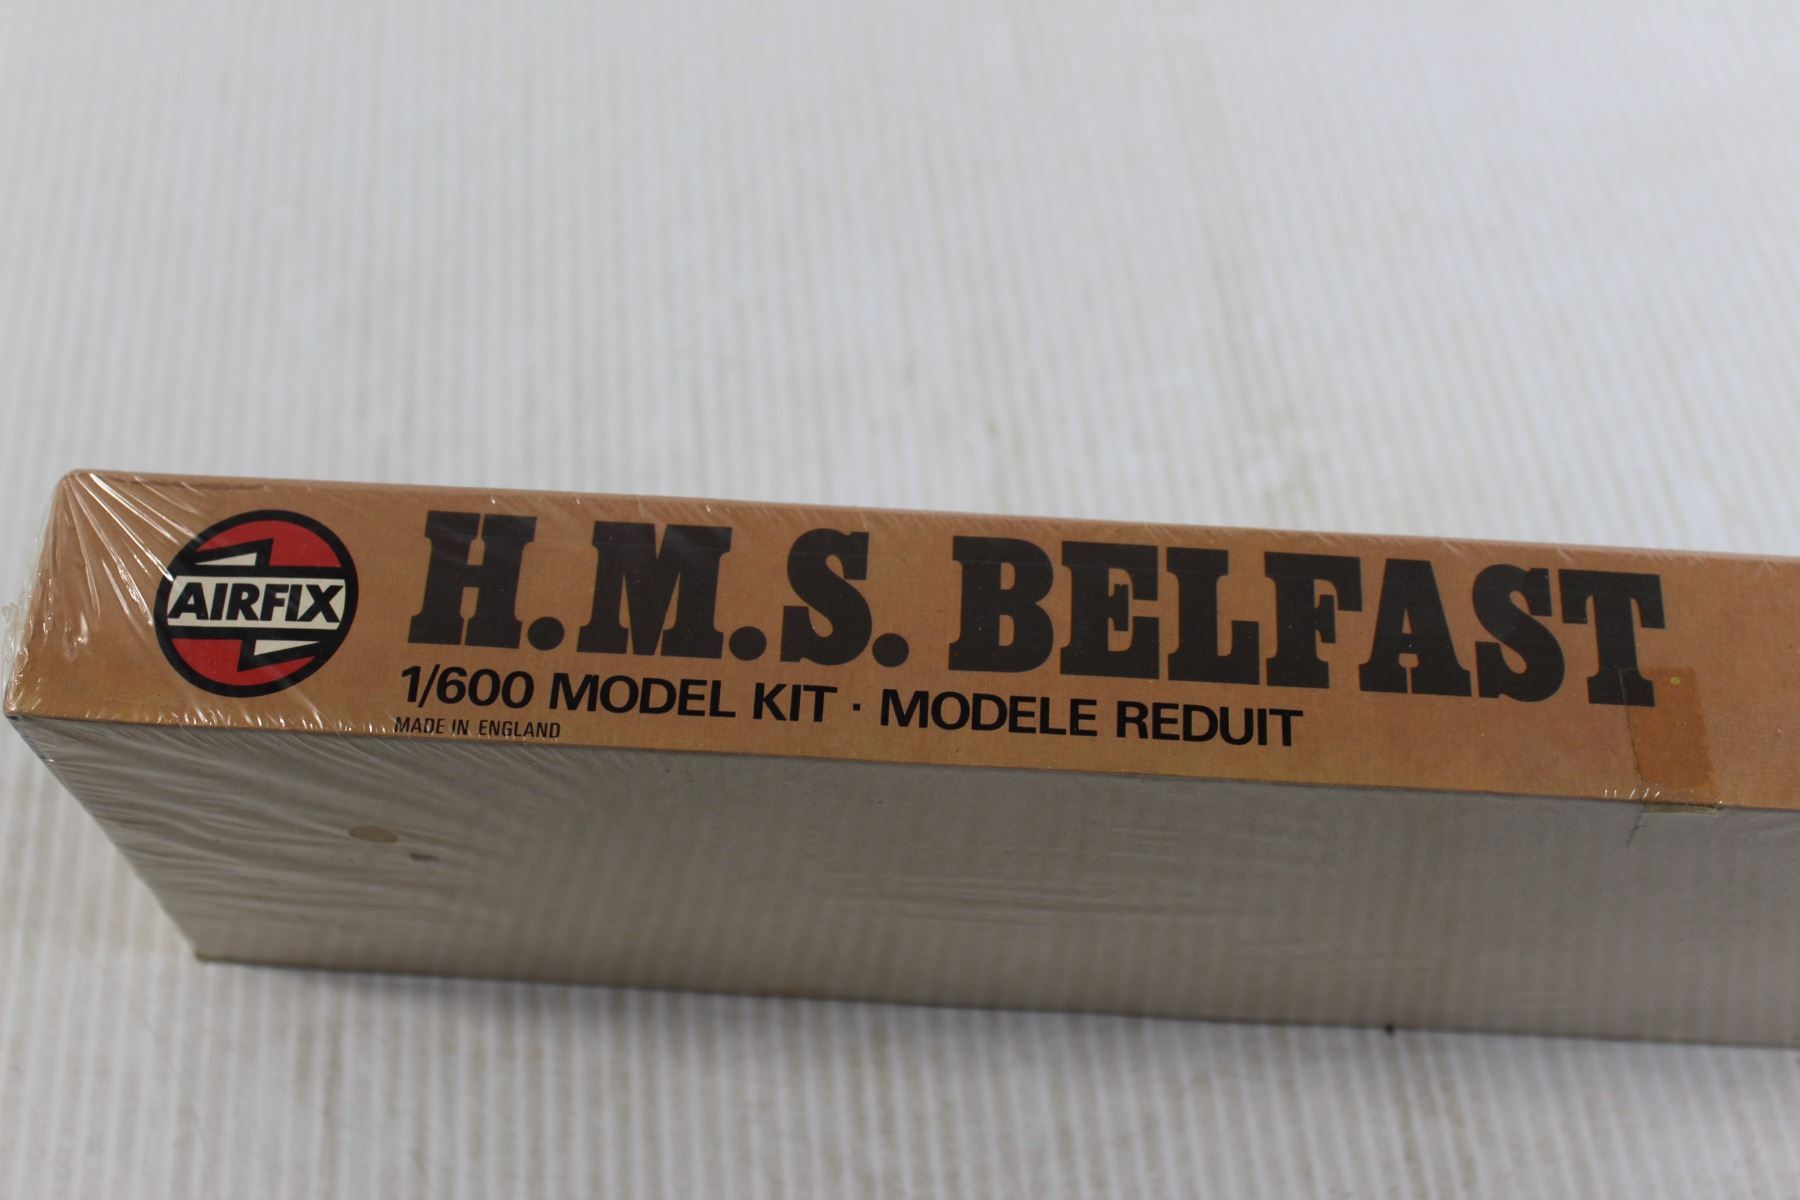 AIRFIX
H.M.S. BELFAST
1/600 MODEL KIT · MODELE REDUIT
MADE IN ENGLAND